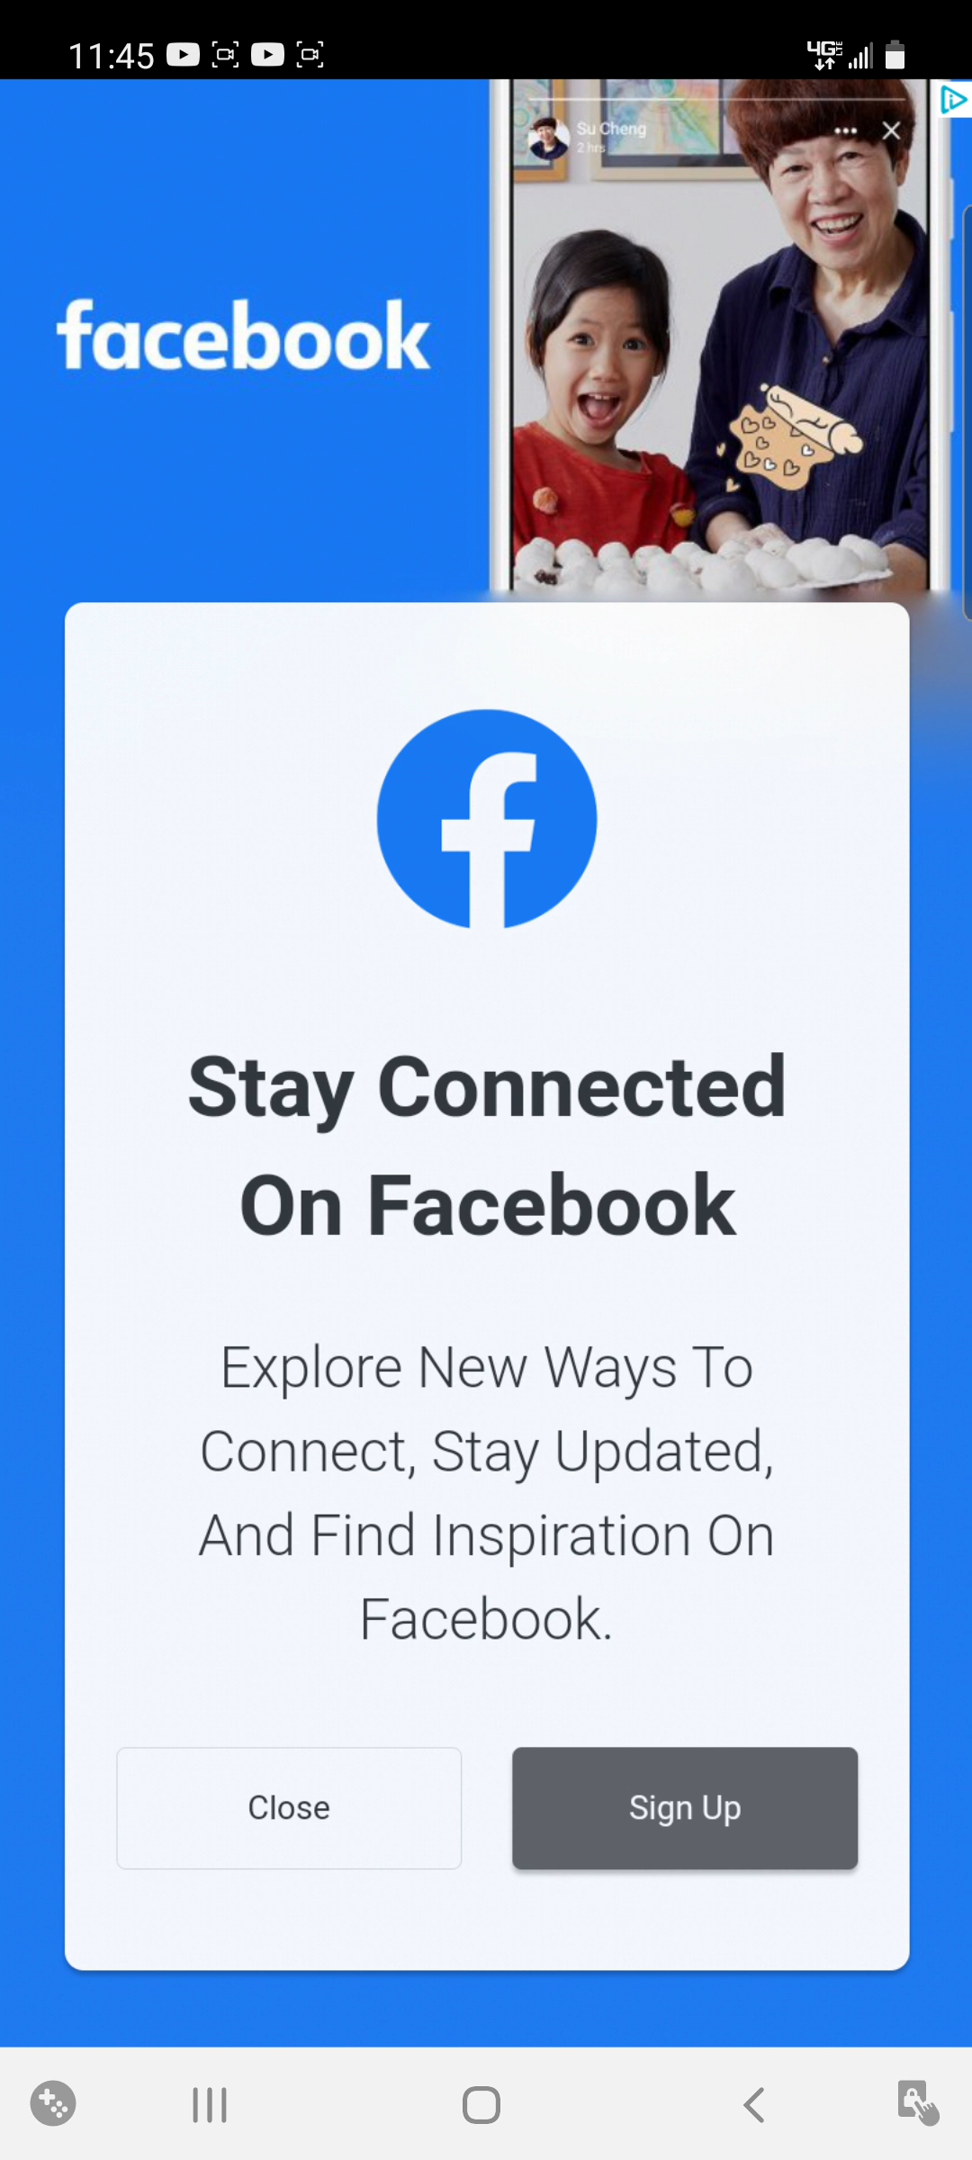 11:45
4G LTE
Su Cheng
2 hrs
facebook
Stay Connected
On Facebook
Explore New Ways To
Connect, Stay Updated,
And Find Inspiration On
Facebook.
Close
Sign Up